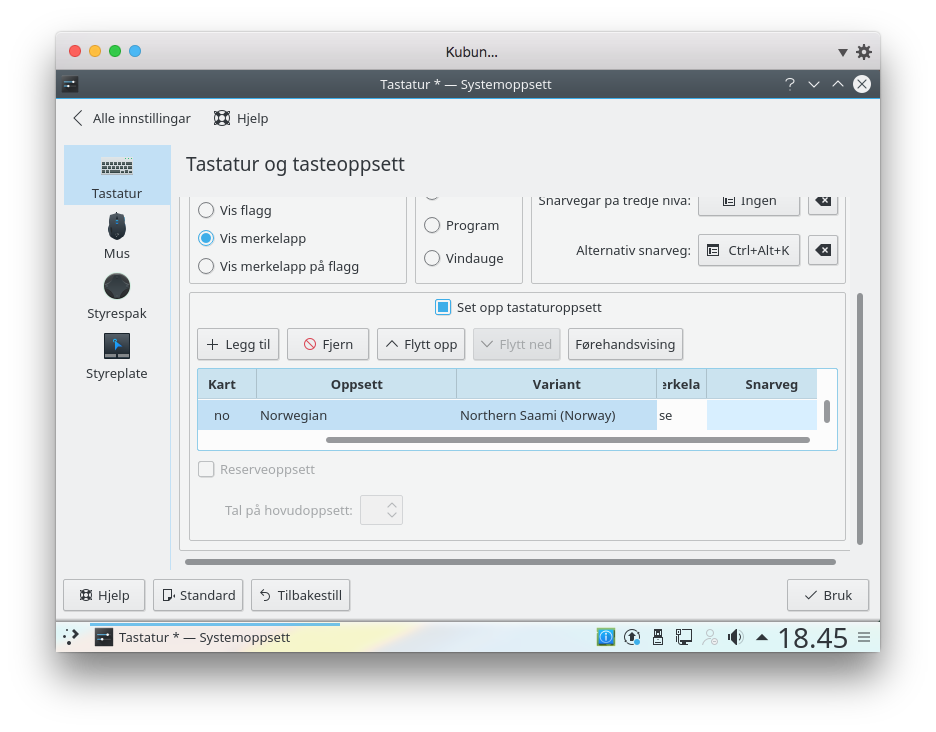 Kubun...
Tastatur * — Systemoppsett
Alle innstillingar Hjelp
Tastatur og tasteoppsett
Tastatur
Mus
Styrespak
Styreplate
Vis flagg
Vis merkelapp
Vis merkelapp på flagg
Program
Vindauge
Snarvegar på tredje nivå: Ingen
Alternativ snarveg: Ctrl+Alt+K
Set opp tastaturoppsett
Legg til Fjern Flytt opp Flytt ned Førehandsvising
Kart Oppsett Variant erkela Snarveg
no Norwegian Northern Saami (Norway) se
Reserveoppsett
Tal på hovudoppsett:
Hjelp Standard Tilbakestill Bruk
Tastatur * — Systemoppsett 18.45